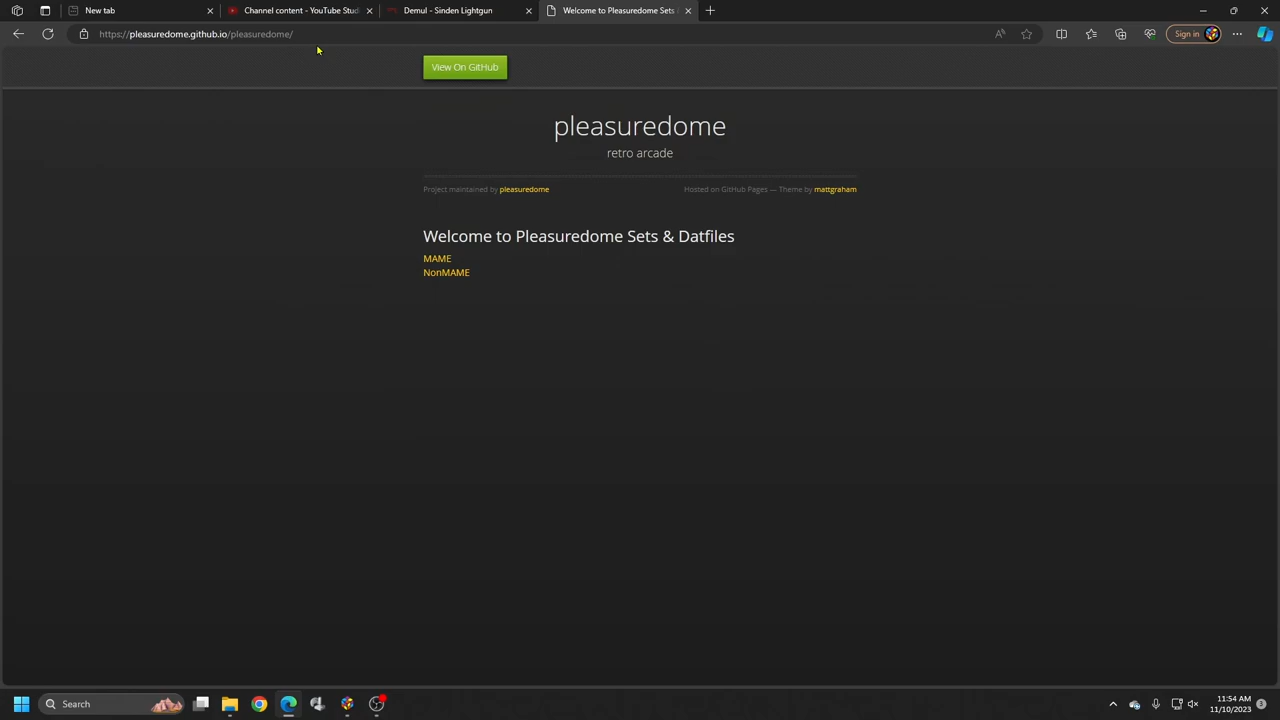 New tab
Channel content - YouTube Stud
Demul - Sinden Lightgun
Welcome to Pleasuredome Sets
https://pleasuredome.github.io/pleasuredome/
Sign in
View On GitHub
pleasuredome
retro arcade
Project maintained by pleasuredome
Hosted on GitHub Pages — Theme by mattgraham
Welcome to Pleasuredome Sets & Datfiles
MAME
NonMAME
Search
11:54 AM
11/10/2023
3